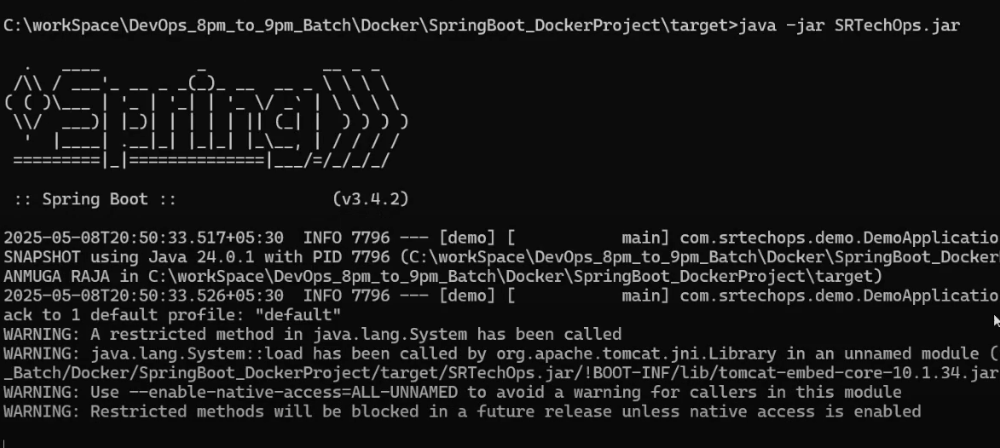 C:\workSpace\DevOps_8pm_to_9pm_Batch\Docker\SpringBoot_DockerProject\target>java -jar SRTechOps.jar
  .   ____          _            __ _ _
 /\\ / ___'_ __ _ _(_)_ __  __ _ \ \ \ \
( ( )\___ | '_ | '_| | '_ \/ _` | \ \ \ \
 \\/  ___)| |_)| | | | | || (_| |  ) ) ) )
  '  |____| .__|_| |_|_| |_\__, | / / / /
 =========|_|==============|___/=/_/_/_/
 :: Spring Boot ::                (v3.4.2)
2025-05-08T20:50:33.517+05:30  INFO 7796 --- [demo] [           main] com.srtechops.demo.DemoApplicatio
SNAPSHOT using Java 24.0.1 with PID 7796 (C:\workSpace\DevOps_8pm_to_9pm_Batch\Docker\SpringBoot_Docker
ANMUGA RAJA in C:\workSpace\DevOps_8pm_to_9pm_Batch\Docker\SpringBoot_DockerProject\target)
2025-05-08T20:50:33.526+05:30  INFO 7796 --- [demo] [           main] com.srtechops.demo.DemoApplicatio
ack to 1 default profile: "default"
WARNING: A restricted method in java.lang.System has been called
WARNING: java.lang.System::load has been called by org.apache.tomcat.jni.Library in an unnamed module (
_Batch/Docker/SpringBoot_DockerProject/target/SRTechOps.jar/!BOOT-INF/lib/tomcat-embed-core-10.1.34.jar
WARNING: Use --enable-native-access=ALL-UNNAMED to avoid a warning for callers in this module
WARNING: Restricted methods will be blocked in a future release unless native access is enabled